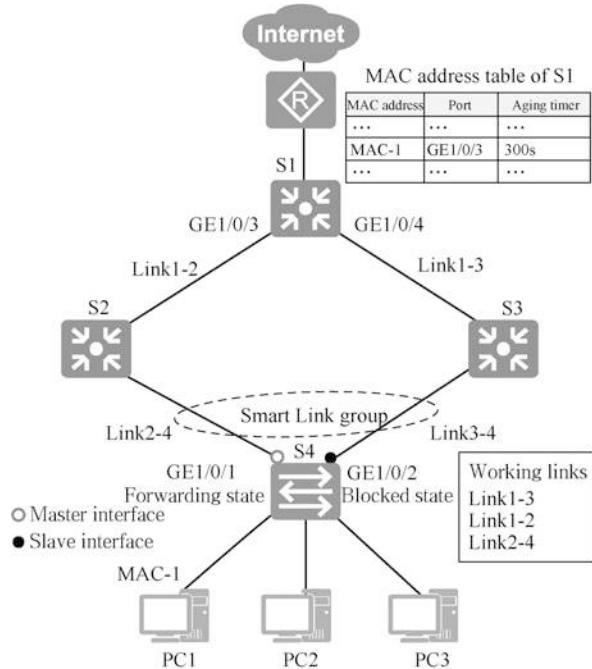 Internet
R
MAC address table of S1
MAC address Port Aging timer
... ... ...
MAC-1 GE1/0/3 300s
... ... ...
S1
GE1/0/3 GE1/0/4
Link1-2 Link1-3
S2 S3
Smart Link group
Link2-4 Link3-4
S4
GE1/0/1 GE1/0/2
Forwarding state Blocked state
Master interface
Slave interface
Working links
Link1-3
Link1-2
Link2-4
MAC-1
PC1 PC2 PC3